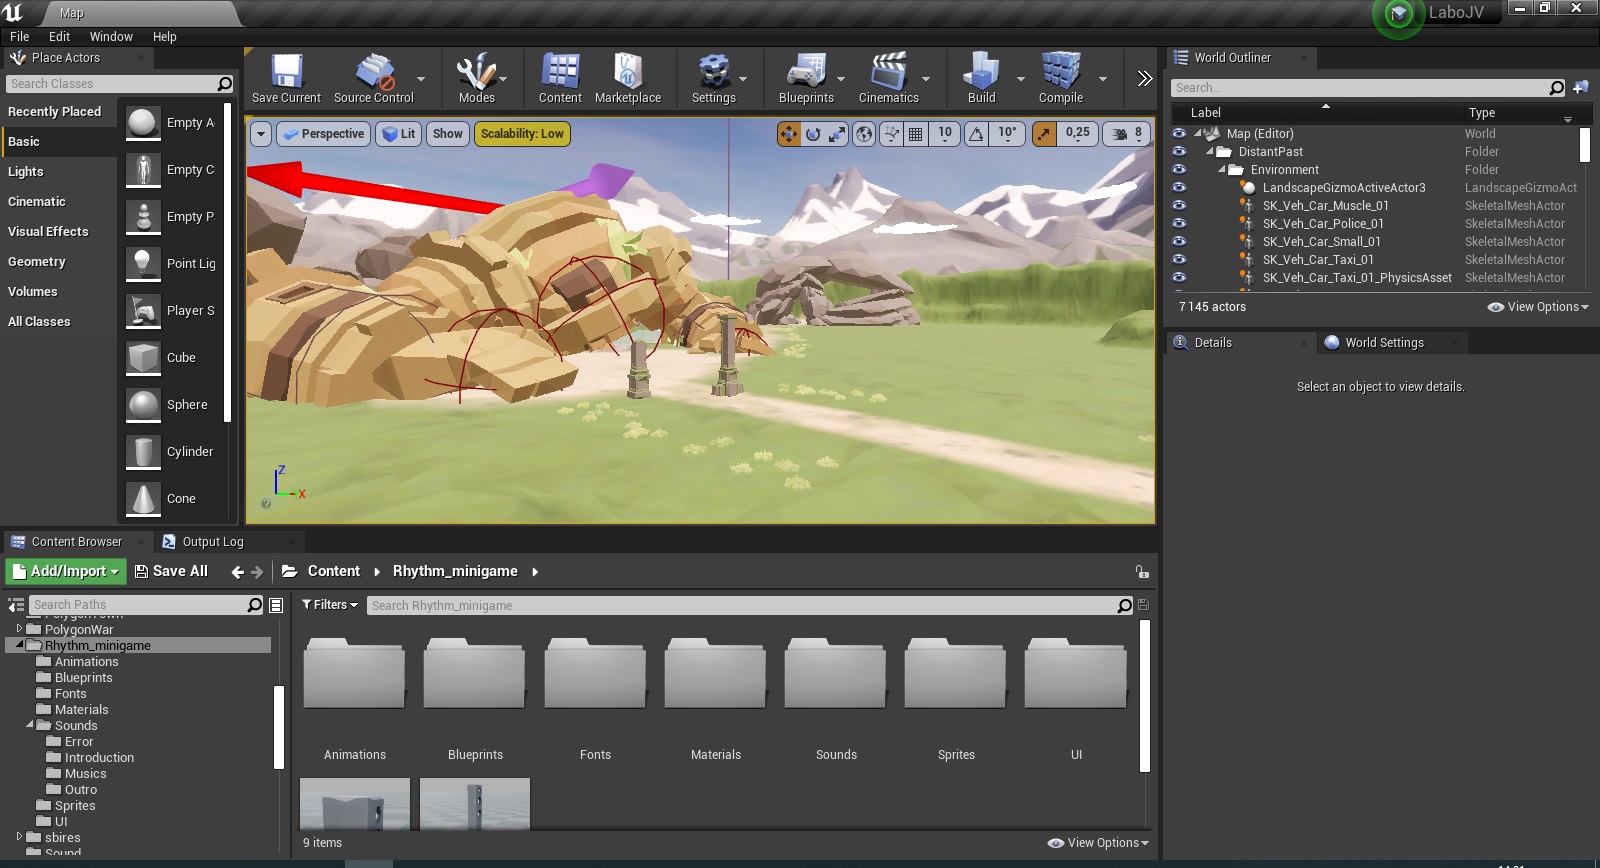 Map
LaboJV
File Edit Window Help
Place Actors
Search Classes
Recently Placed
Basic
Lights
Cinematic
Visual Effects
Geometry
Volumes
All Classes
Empty A
Empty C
Empty P
Point Lig
Player S
Cube
Sphere
Cylinder
Cone
Save Current Source Control Modes Content Marketplace Settings Blueprints Cinematics Build Compile
Perspective Lit Show Scalability: Low 10 10° 0,25 8
Z
X
World Outliner
Search...
Label Type
Map (Editor) World
DistantPast Folder
Environment Folder
LandscapeGizmoActiveActor3 LandscapeGizmoAct
SK_Veh_Car_Muscle_01 SkeletalMeshActor
SK_Veh_Car_Police_01 SkeletalMeshActor
SK_Veh_Car_Small_01 SkeletalMeshActor
SK_Veh_Car_Taxi_01 SkeletalMeshActor
SK_Veh_Car_Taxi_01_PhysicsAsset SkeletalMeshActor
7 145 actors View Options
Details World Settings
Select an object to view details.
Content Browser Output Log
Add/Import Save All Content Rhythm_minigame
Search Paths
PolygonWar
Rhythm_minigame
Animations
Blueprints
Fonts
Materials
Sounds
Error
Introduction
Musics
Outro
Sprites
UI
sbires
Sound
Filters Search Rhythm_minigame
Animations Blueprints Fonts Materials Sounds Sprites UI
9 items View Options